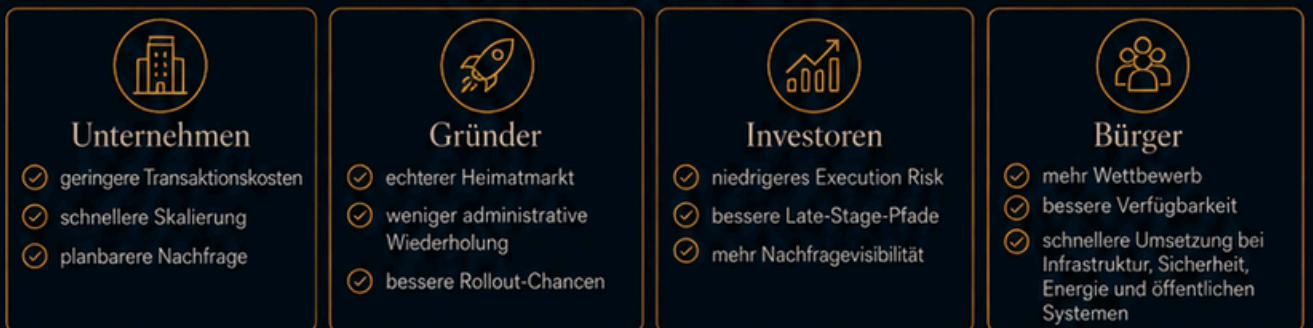 Unternehmen
geringere Transaktionskosten
schnellere Skalierung
planbarere Nachfrage
Gründer
echterer Heimatmarkt
weniger administrative
Wiederholung
bessere Rollout-Chancen
Investoren
niedrigeres Execution Risk
bessere Late-Stage-Pfade
mehr Nachfragevisibilität
Bürger
mehr Wettbewerb
bessere Verfügbarkeit
schnellere Umsetzung bei
Infrastruktur, Sicherheit,
Energie und öffentlichen
Systemen